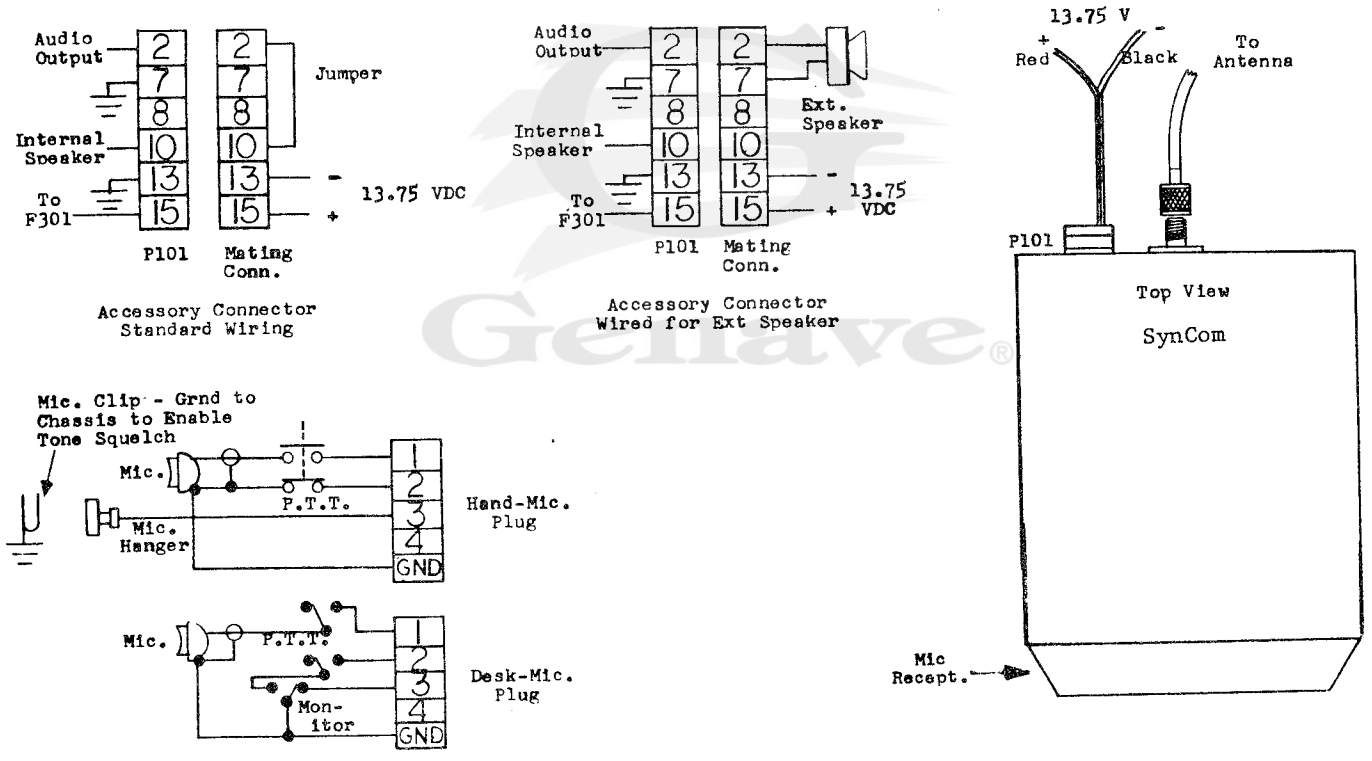 Audio
Output
2
2
7
7
Jumper
8
8
Internal
Speaker
10
10
13
13
-
13.75 VDC
To
F301
15
15
+
P101
Mating
Conn.
Accessory Connector
Standard Wiring
Audio
Output
2
2
7
7
8
8
Ext.
Speaker
Internal
Speaker
10
10
13
13
-
13.75
VDC
To
F301
15
15
+
P101
Mating
Conn.
Accessory Connector
Wired for Ext Speaker
13.75 V
+
-
Red
Black
To
Antenna
P101
Top View
SynCom
Mic
Recept.
Genave®
Mic. Clip - Grnd to
Chassis to Enable
Tone Squelch
Mic.
P.T.T.
Mic.
Hanger
1
2
3
4
GND
Hand-Mic.
Plug
Mic.
P.T.T.
Mon-
itor
1
2
3
4
GND
Desk-Mic.
Plug